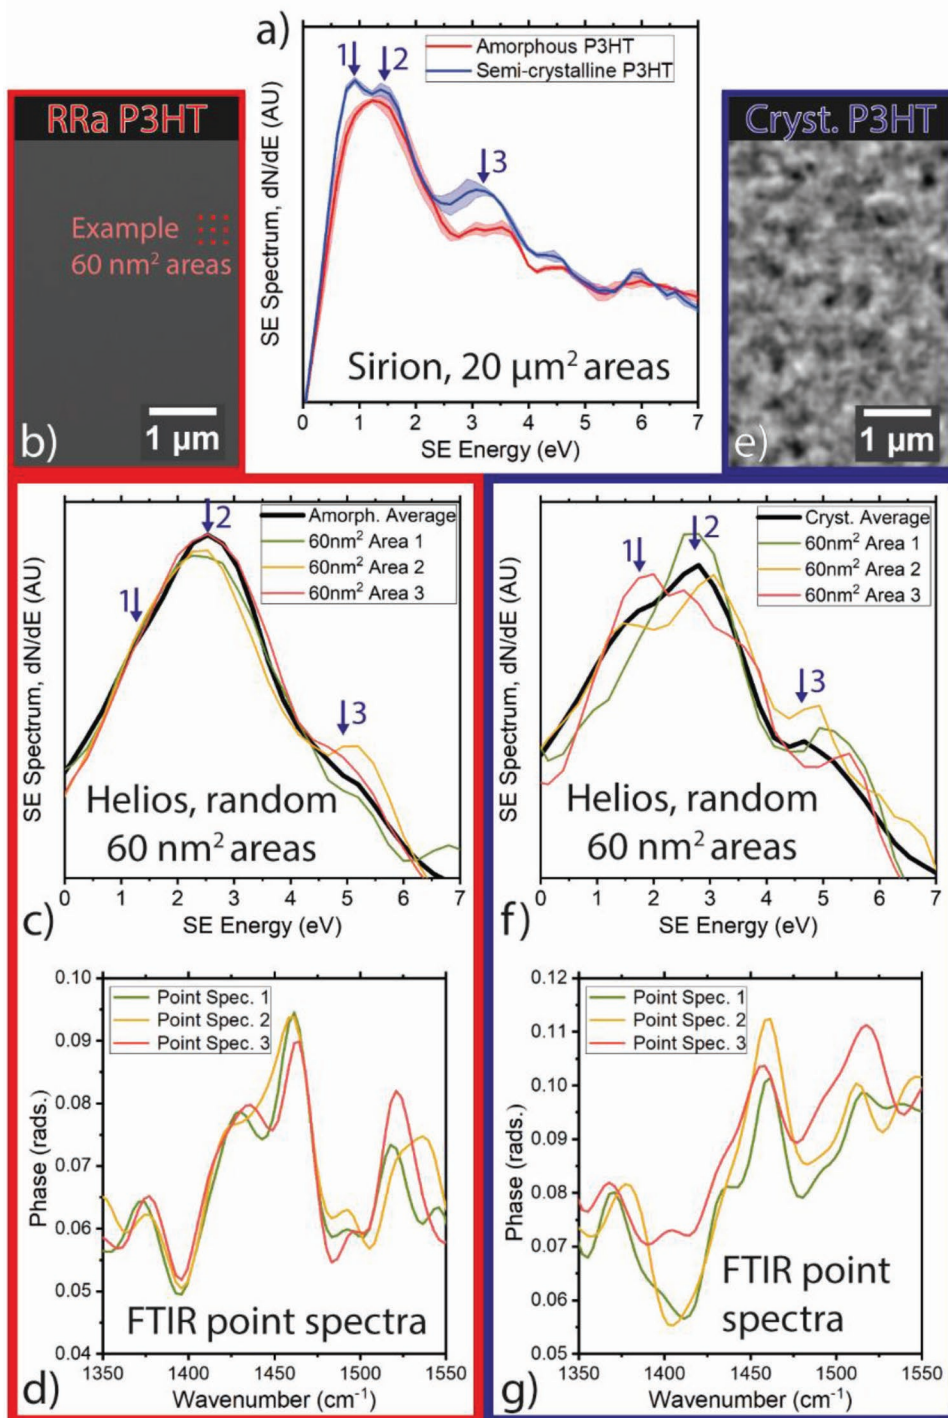 a)
1
2
3
Amorphous P3HT
Semi-crystalline P3HT
SE Spectrum, dN/dE (AU)
Sirion, 20 µm² areas
0 1 2 3 4 5 6 7
SE Energy (eV)
RRa P3HT
Example
60 nm² areas
b)
1 µm
Cryst. P3HT
e)
1 µm
1
2
3
Amorph. Average
60nm² Area 1
60nm² Area 2
60nm² Area 3
SE Spectrum, dN/dE (AU)
Helios, random
60 nm² areas
0 1 2 3 4 5 6 7
c)
SE Energy (eV)
1
2
3
Cryst. Average
60nm² Area 1
60nm² Area 2
60nm² Area 3
SE Spectrum, dN/dE (AU)
Helios, random
60 nm² areas
0 1 2 3 4 5 6 7
f)
SE Energy (eV)
0.10
0.09
0.08
0.07
0.06
0.05
0.04
Point Spec. 1
Point Spec. 2
Point Spec. 3
Phase (rads.)
FTIR point spectra
1350 1400 1450 1500 1550
d)
Wavenumber (cm⁻¹)
0.12
0.11
0.10
0.09
0.08
0.07
0.06
0.05
Point Spec. 1
Point Spec. 2
Point Spec. 3
Phase (rads.)
FTIR point
spectra
1350 1400 1450 1500 1550
g)
Wavenumber (cm⁻¹)